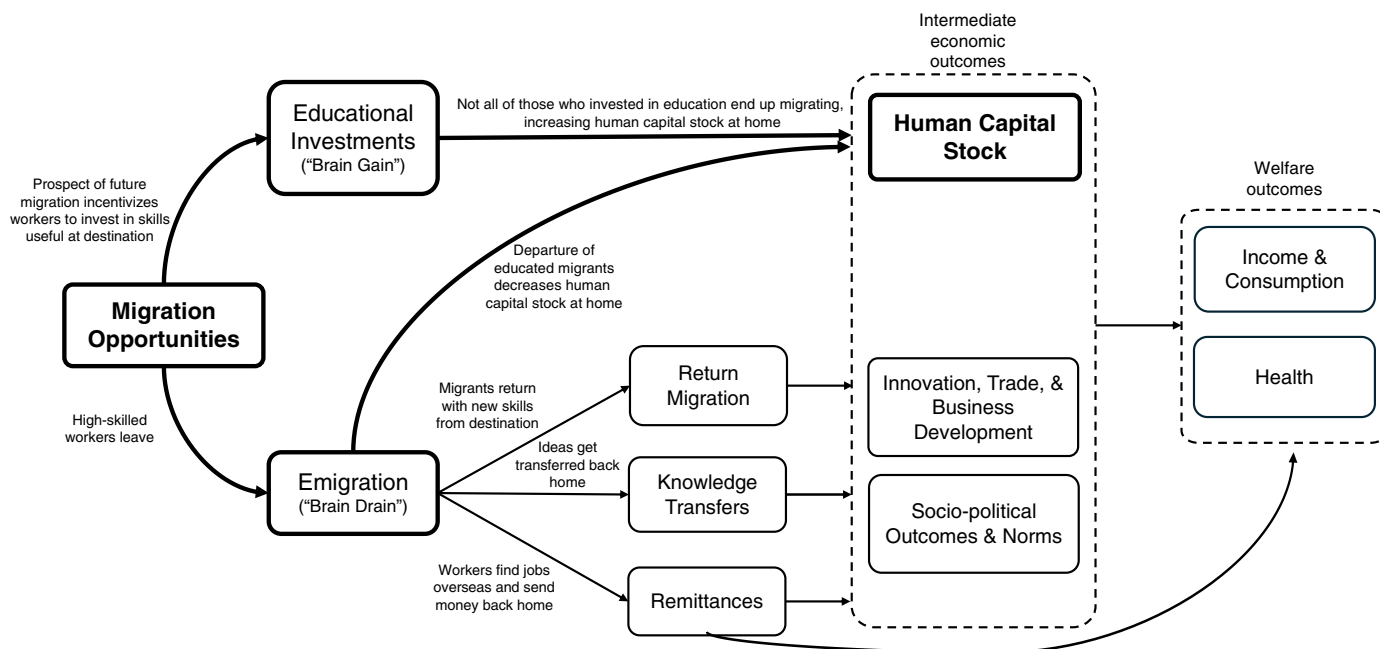 Intermediate
economic
outcomes
Educational
Investments
(“Brain Gain”)
Not all of those who invested in education end up migrating,
increasing human capital stock at home
Human Capital
Stock
Welfare
outcomes
Prospect of future
migration incentivizes
workers to invest in skills
useful at destination
Departure of
educated migrants
decreases human
capital stock at home
Income &
Consumption
Migration
Opportunities
Health
High-skilled
workers leave
Migrants return
with new skills
from destination
Return
Migration
Innovation, Trade, &
Business
Development
Emigration
(“Brain Drain”)
Ideas get
transferred back
home
Knowledge
Transfers
Socio-political
Outcomes & Norms
Workers find jobs
overseas and send
money back home
Remittances